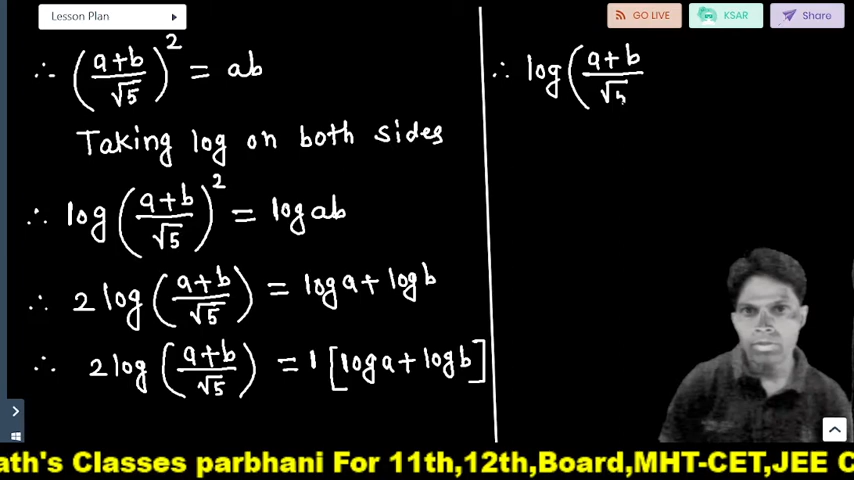 Lesson Plan
GO LIVE
KSAR
Share
∴ ((a+b)/√5)² = ab
Taking log on both sides
∴ log((a+b)/√5)² = log ab
∴ 2 log((a+b)/√5) = log a + log b
∴ 2 log((a+b)/√5) = 1 [log a + log b]
∴ log((a+b)/√5
ath's Classes parbhani For 11th,12th,Board,MHT-CET,JEE C